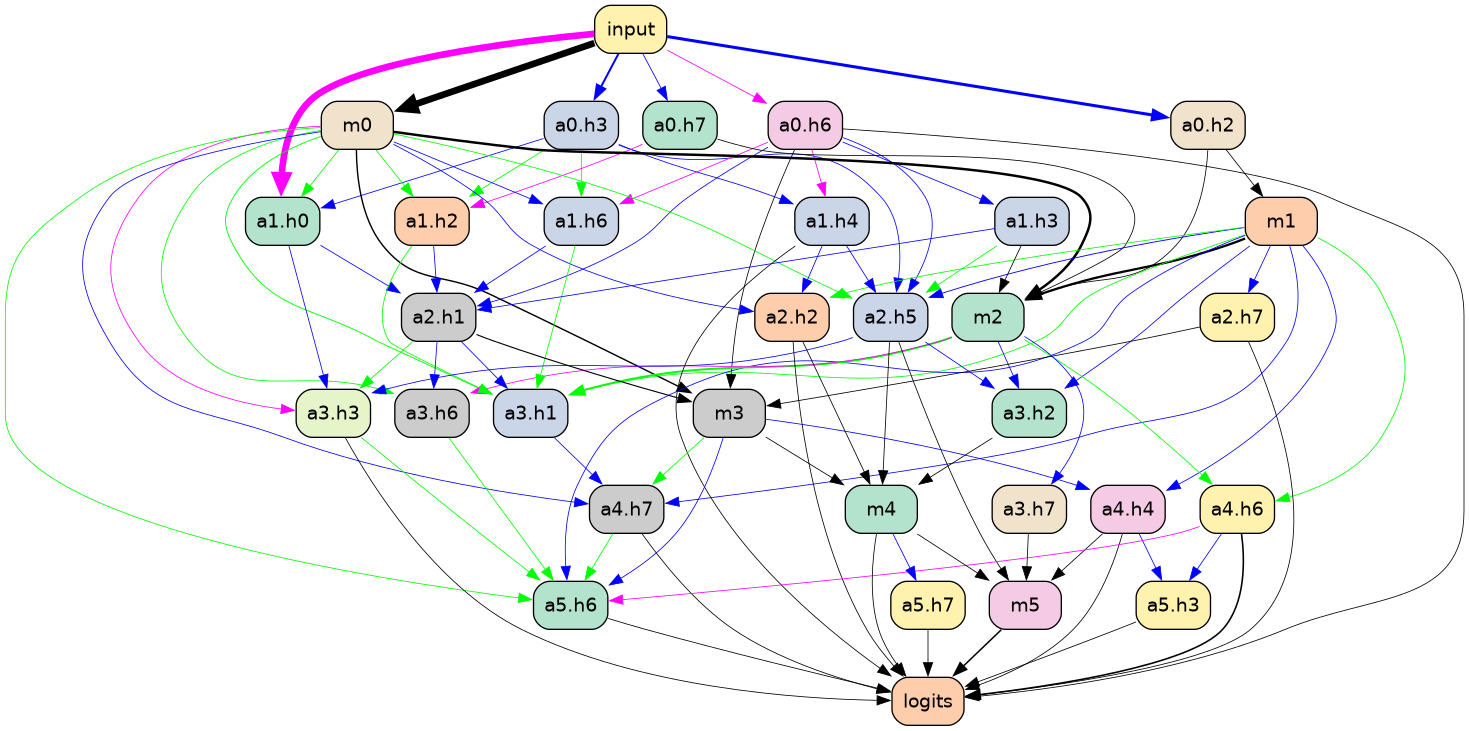 input
m0 a0.h3 a0.h7 a0.h6 a0.h2
a1.h0 a1.h2 a1.h6 a1.h4 a1.h3 m1
a2.h1 a2.h2 a2.h5 m2 a2.h7
a3.h3 a3.h6 a3.h1 m3 a3.h2
a4.h7 m4 a3.h7 a4.h4 a4.h6
a5.h6 a5.h7 m5 a5.h3
logits